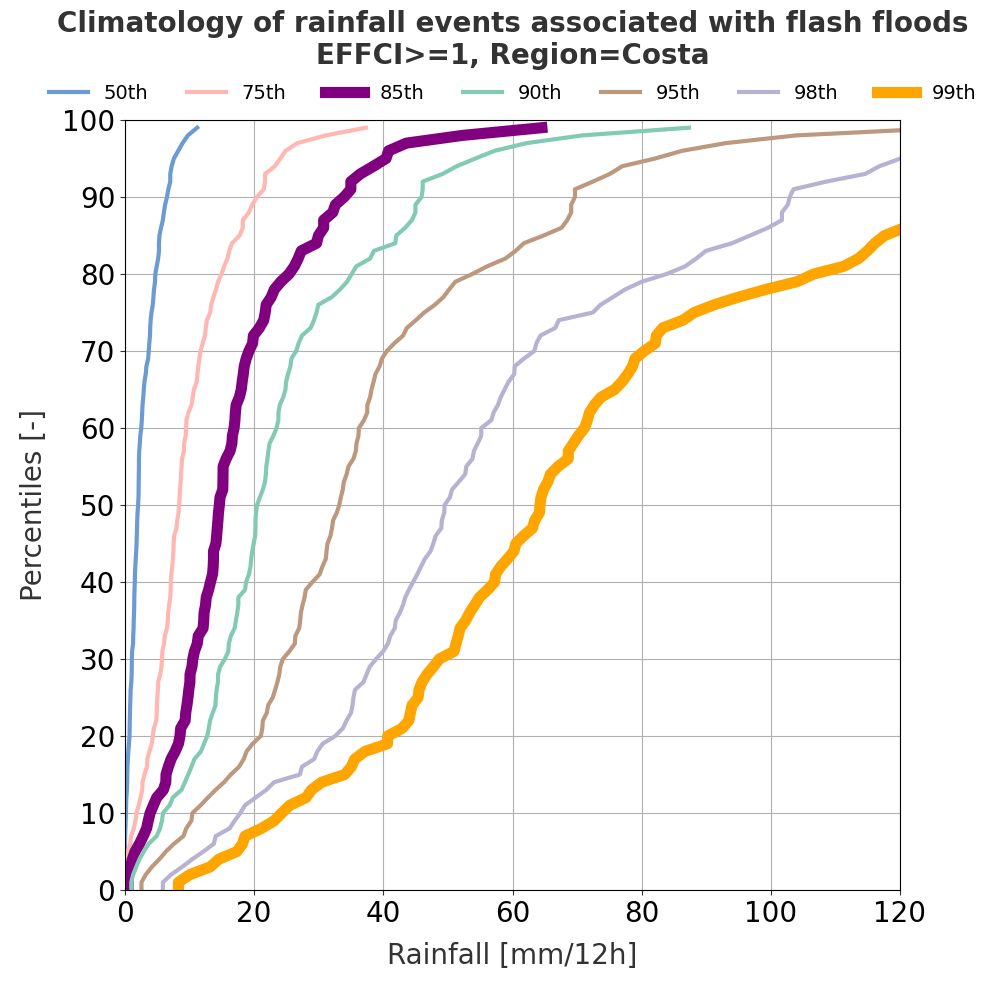 Climatology of rainfall events associated with flash floods
EFFCI>=1, Region=Costa
50th 75th 85th 90th 95th 98th 99th
100
90
80
70
60
50
40
30
20
10
0
Percentiles [-]
0 20 40 60 80 100 120
Rainfall [mm/12h]